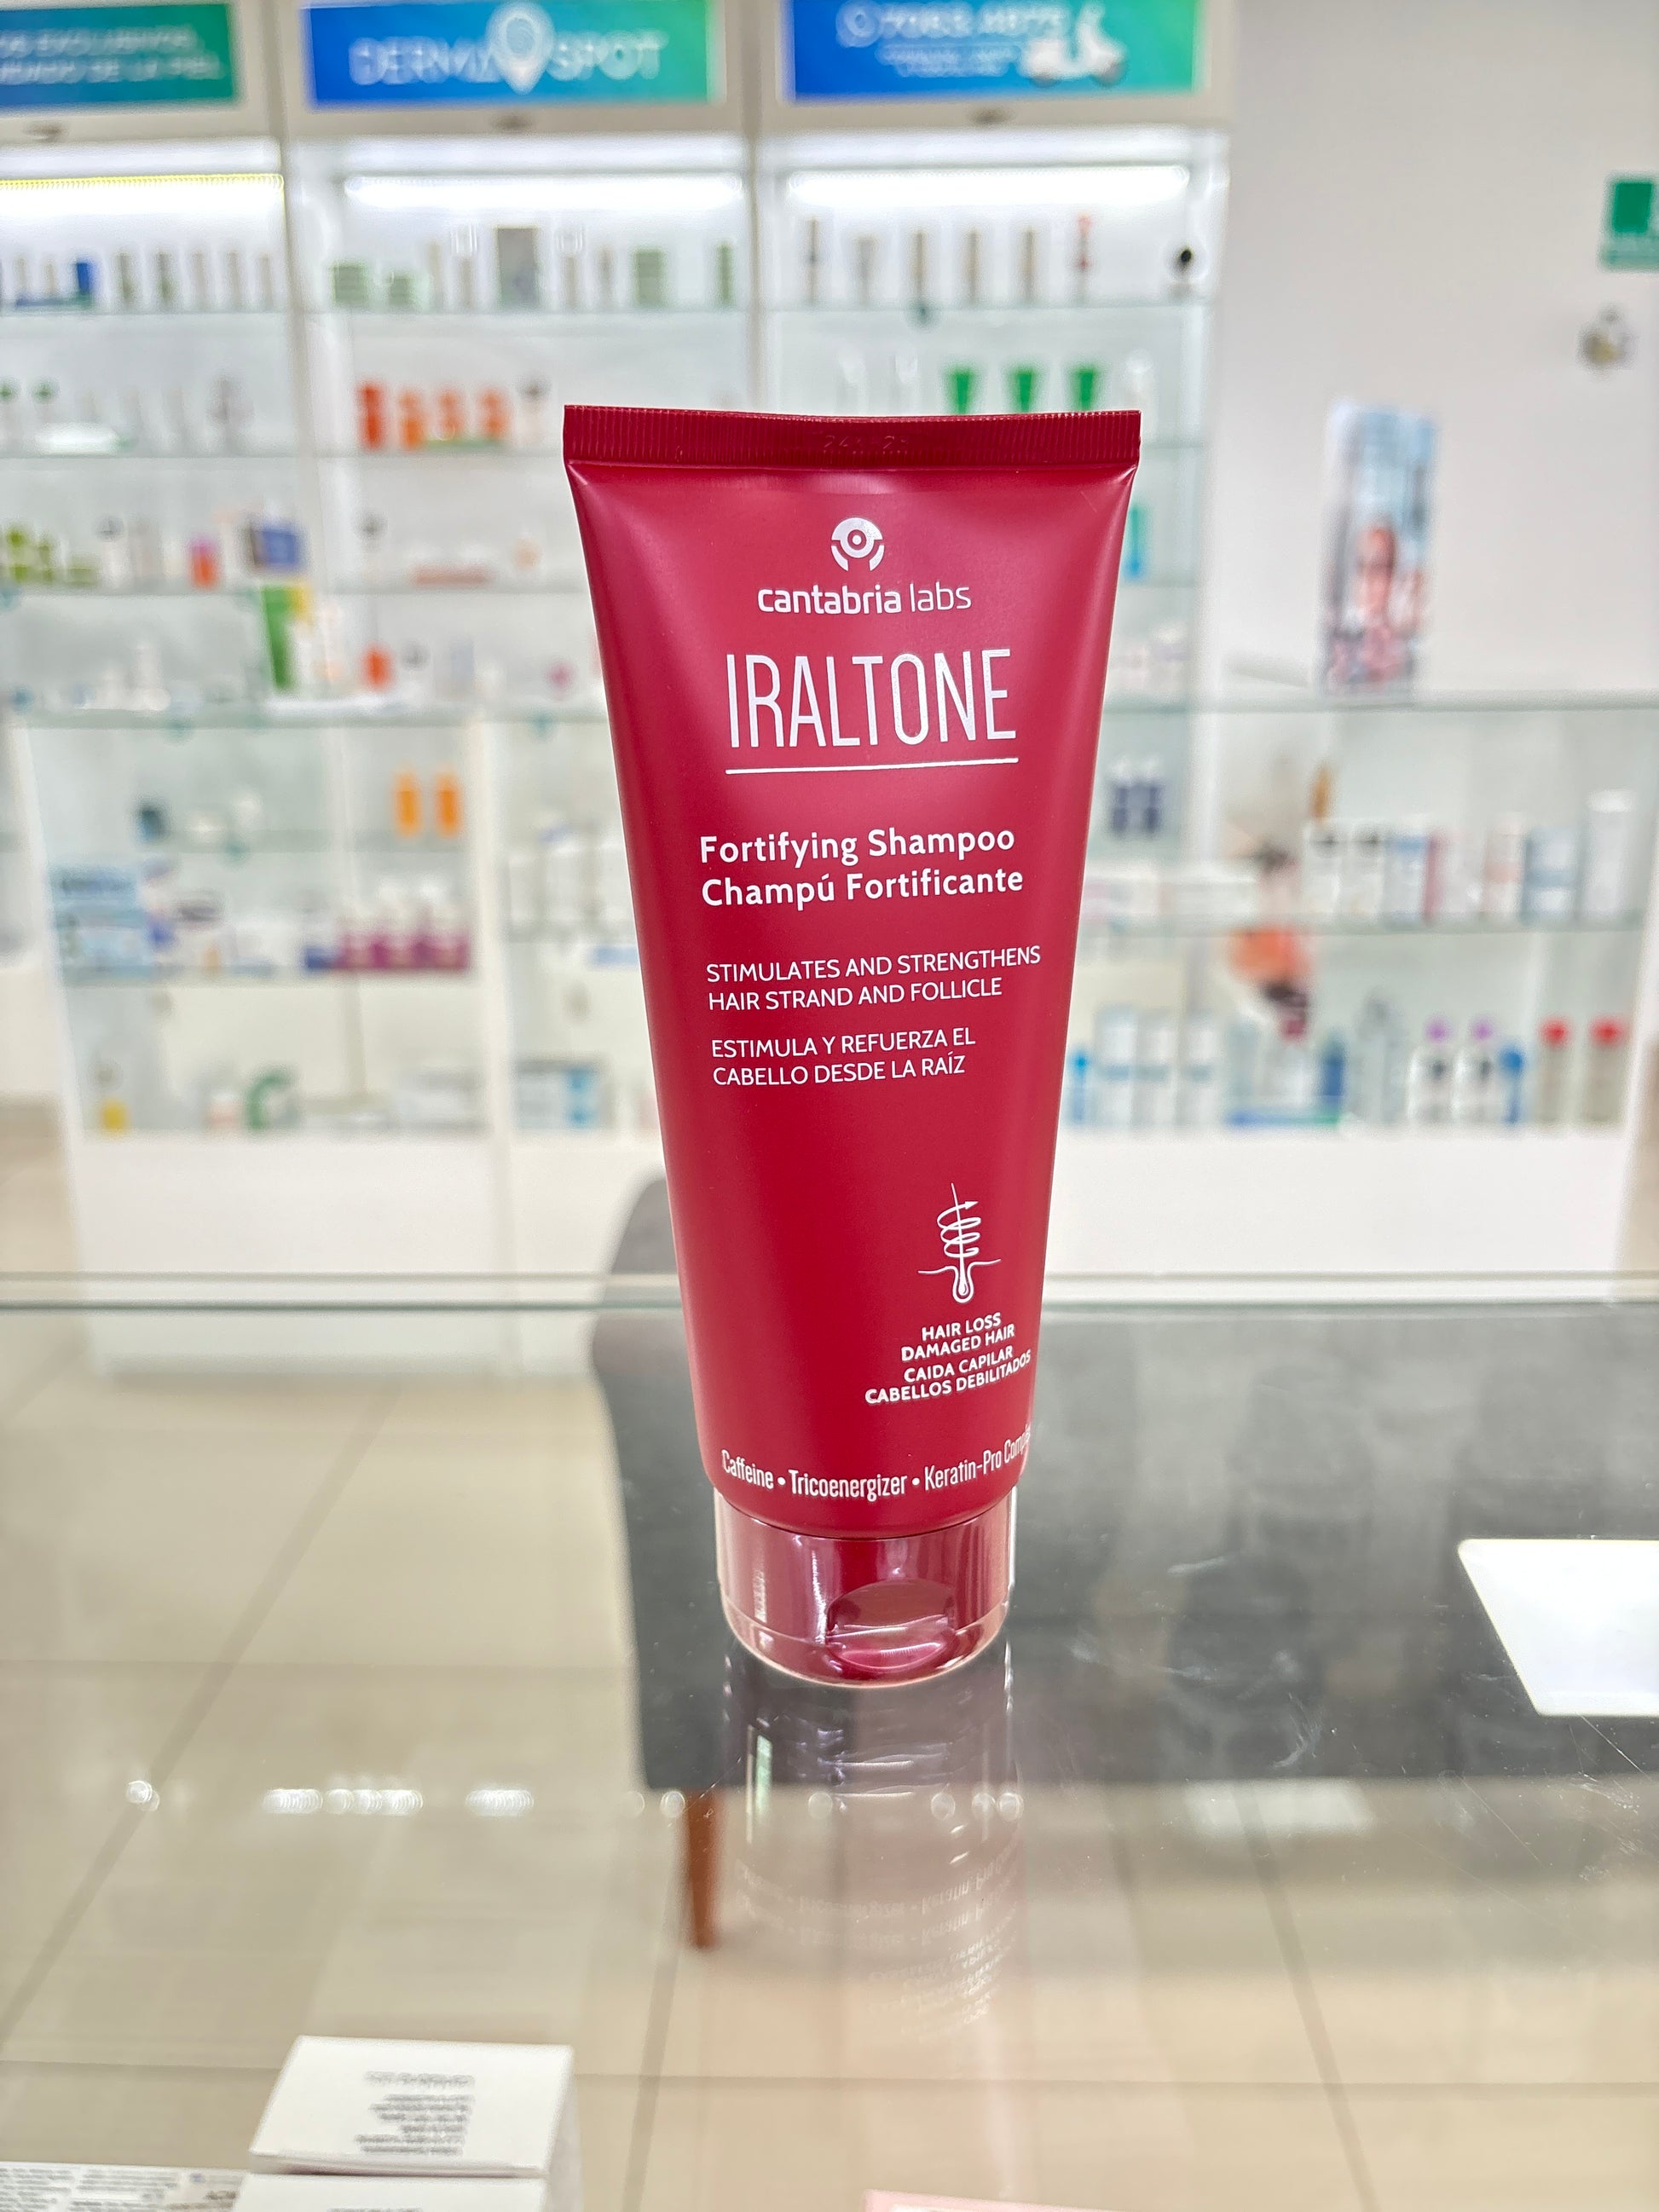 DERMA SPOT
cantabria labs
IRALTONE
Fortifying Shampoo
Champú Fortificante
STIMULATES AND STRENGTHENS
HAIR STRAND AND FOLLICLE
ESTIMULA Y REFUERZA EL
CABELLO DESDE LA RAÍZ
HAIR LOSS
DAMAGED HAIR
CAIDA CAPILAR
CABELLOS DEBILITADOS
Caffeine • Tricoenergizer • Keratin-Pro